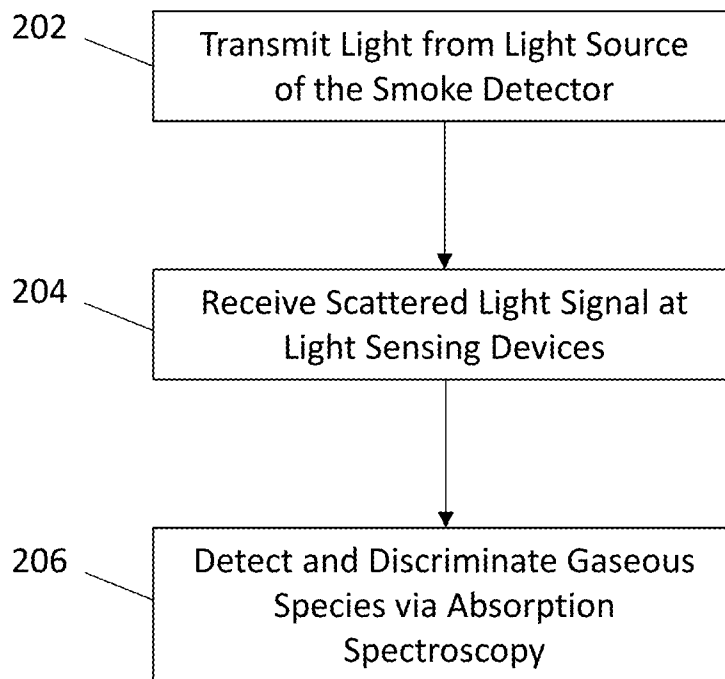 202
Transmit Light from Light Source
of the Smoke Detector
204
Receive Scattered Light Signal at
Light Sensing Devices
206
Detect and Discriminate Gaseous
Species via Absorption
Spectroscopy